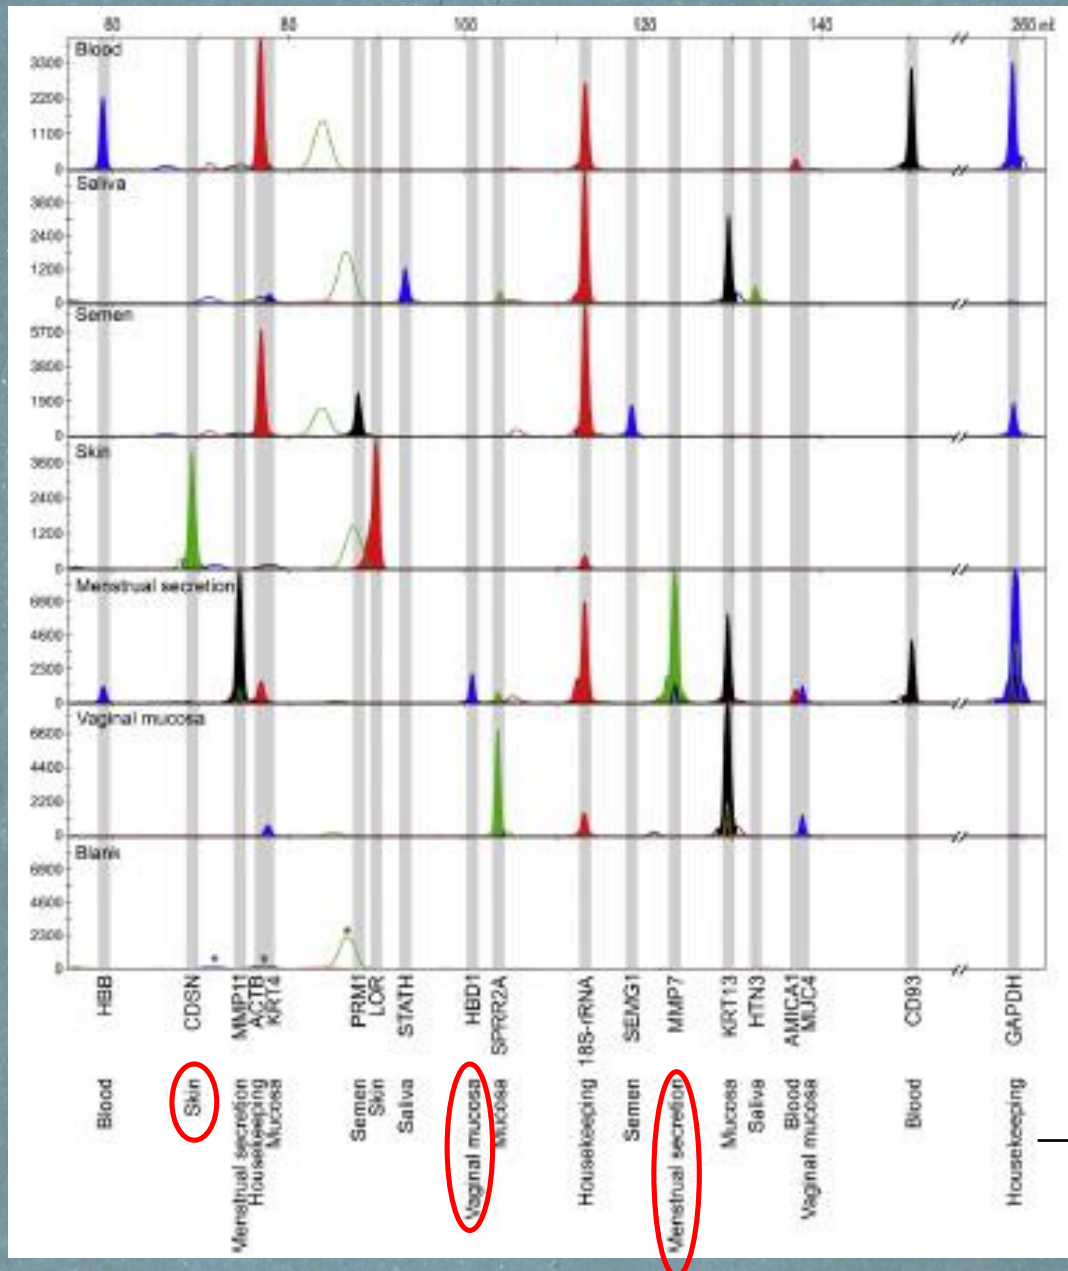 60 80 100 120 140 260 nt
Blood
3300
2200
1100
0
Saliva
3600
2400
1200
0
Semen
5700
3800
1900
0
Skin
3600
2400
1200
0
Menstrual secretion
6900
4600
2300
0
Vaginal mucosa
6600
4400
2200
0
Blank
6900
4600
2300
0
HBB
CDSN
MMP11
ACTB
KRT4
PRM1
LOR
STATH
HBD1
SPRR2A
18S-rRNA
SEMG1
MMP7
KRT13
HTN3
AMICA1
MUC4
CD93
GAPDH
Blood
Skin
Menstrual secretion
Housekeeping
Mucosa
Semen
Skin
Saliva
Vaginal mucosa
Mucosa
Housekeeping
Semen
Menstrual secretion
Mucosa
Saliva
Blood
Vaginal mucosa
Blood
Housekeeping